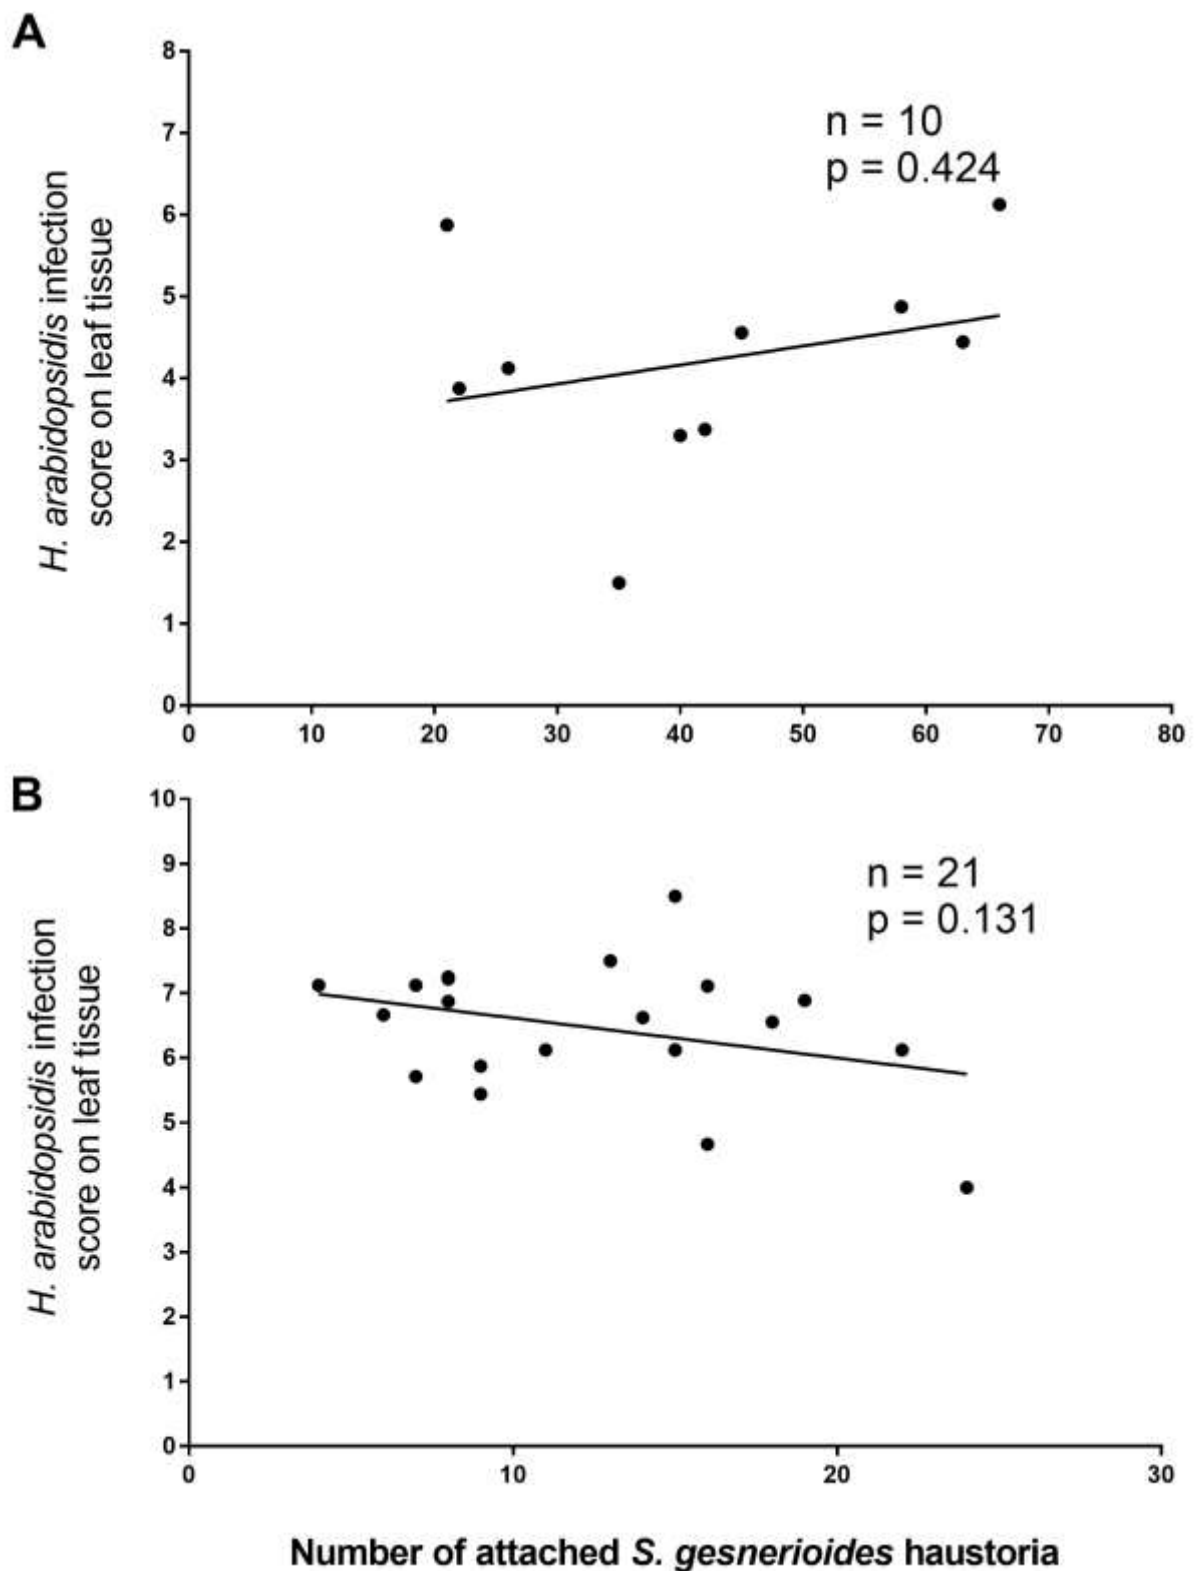 A
8
7
6
5
4
3
2
1
0
H. arabidopsidis infection
score on leaf tissue
n = 10
p = 0.424
0 10 20 30 40 50 60 70 80
B
10
9
8
7
6
5
4
3
2
1
0
H. arabidopsidis infection
score on leaf tissue
n = 21
p = 0.131
0 10 20 30
Number of attached S. gesnerioides haustoria